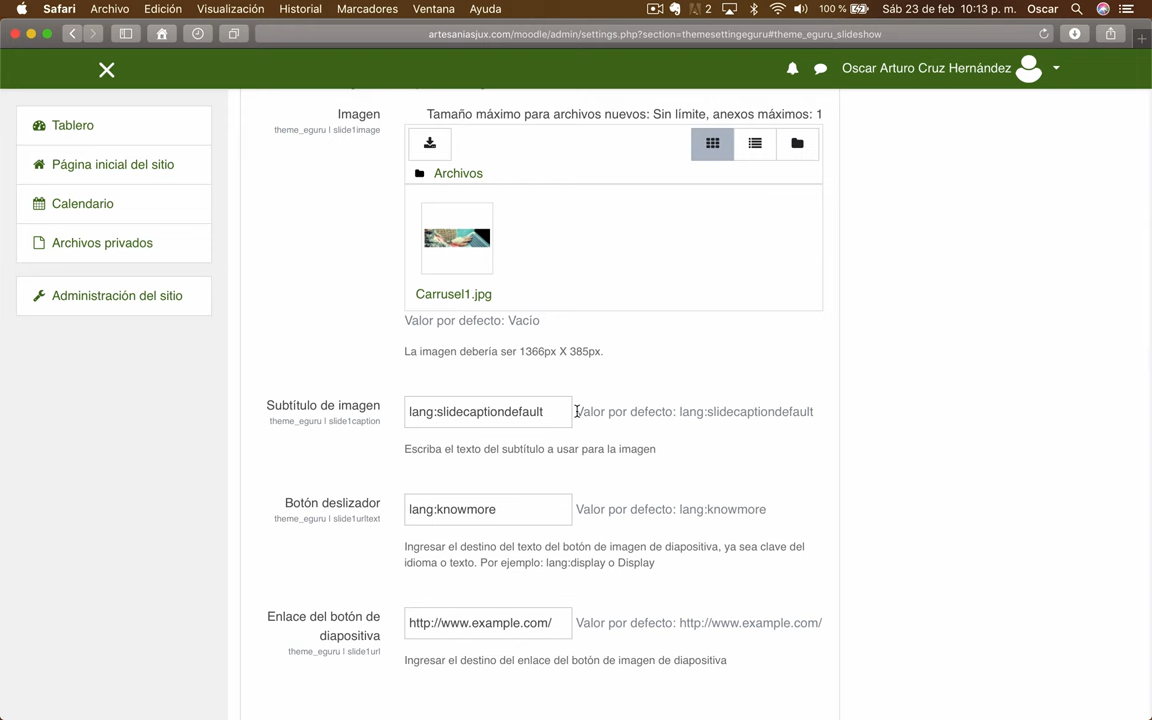 Safari Archivo Edición Visualización Historial Marcadores Ventana Ayuda 2 100 % Sáb 23 de feb 10:13 p. m. Oscar
artesaniasjux.com/moodle/admin/settings.php?section=themesettingeguru#theme_eguru_slideshow
Oscar Arturo Cruz Hernández
Tablero
Página inicial del sitio
Calendario
Archivos privados
Administración del sitio
Imagen
theme_eguru | slide1image
Tamaño máximo para archivos nuevos: Sin límite, anexos máximos: 1
Archivos
Carrusel1.jpg
Valor por defecto: Vacío
La imagen debería ser 1366px X 385px.
Subtítulo de imagen
theme_eguru | slide1caption
lang:slidecaptiondefault Valor por defecto: lang:slidecaptiondefault
Escriba el texto del subtítulo a usar para la imagen
Botón deslizador
theme_eguru | slide1urltext
lang:knowmore Valor por defecto: lang:knowmore
Ingresar el destino del texto del botón de imagen de diapositiva, ya sea clave del
idioma o texto. Por ejemplo: lang:display o Display
Enlace del botón de
diapositiva
theme_eguru | slide1url
http://www.example.com/ Valor por defecto: http://www.example.com/
Ingresar el destino del enlace del botón de imagen de diapositiva